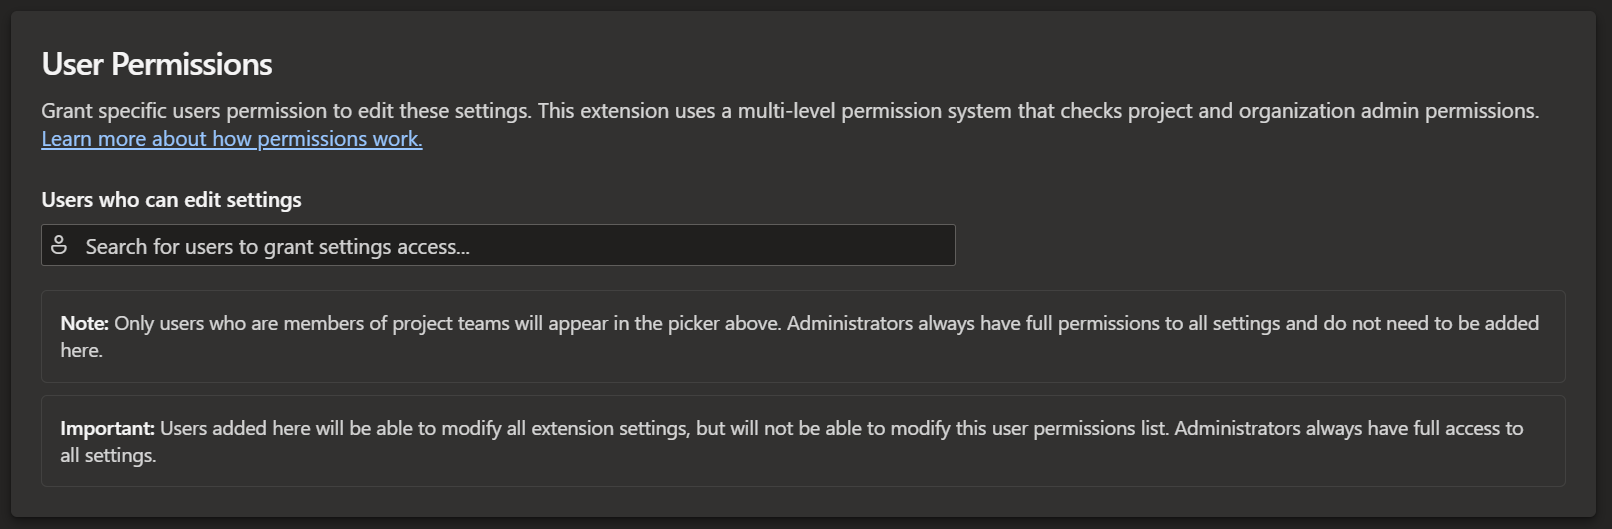 User Permissions
Grant specific users permission to edit these settings. This extension uses a multi-level permission system that checks project and organization admin permissions.
Learn more about how permissions work.
Users who can edit settings
Search for users to grant settings access...
Note: Only users who are members of project teams will appear in the picker above. Administrators always have full permissions to all settings and do not need to be added
here.
Important: Users added here will be able to modify all extension settings, but will not be able to modify this user permissions list. Administrators always have full access to
all settings.